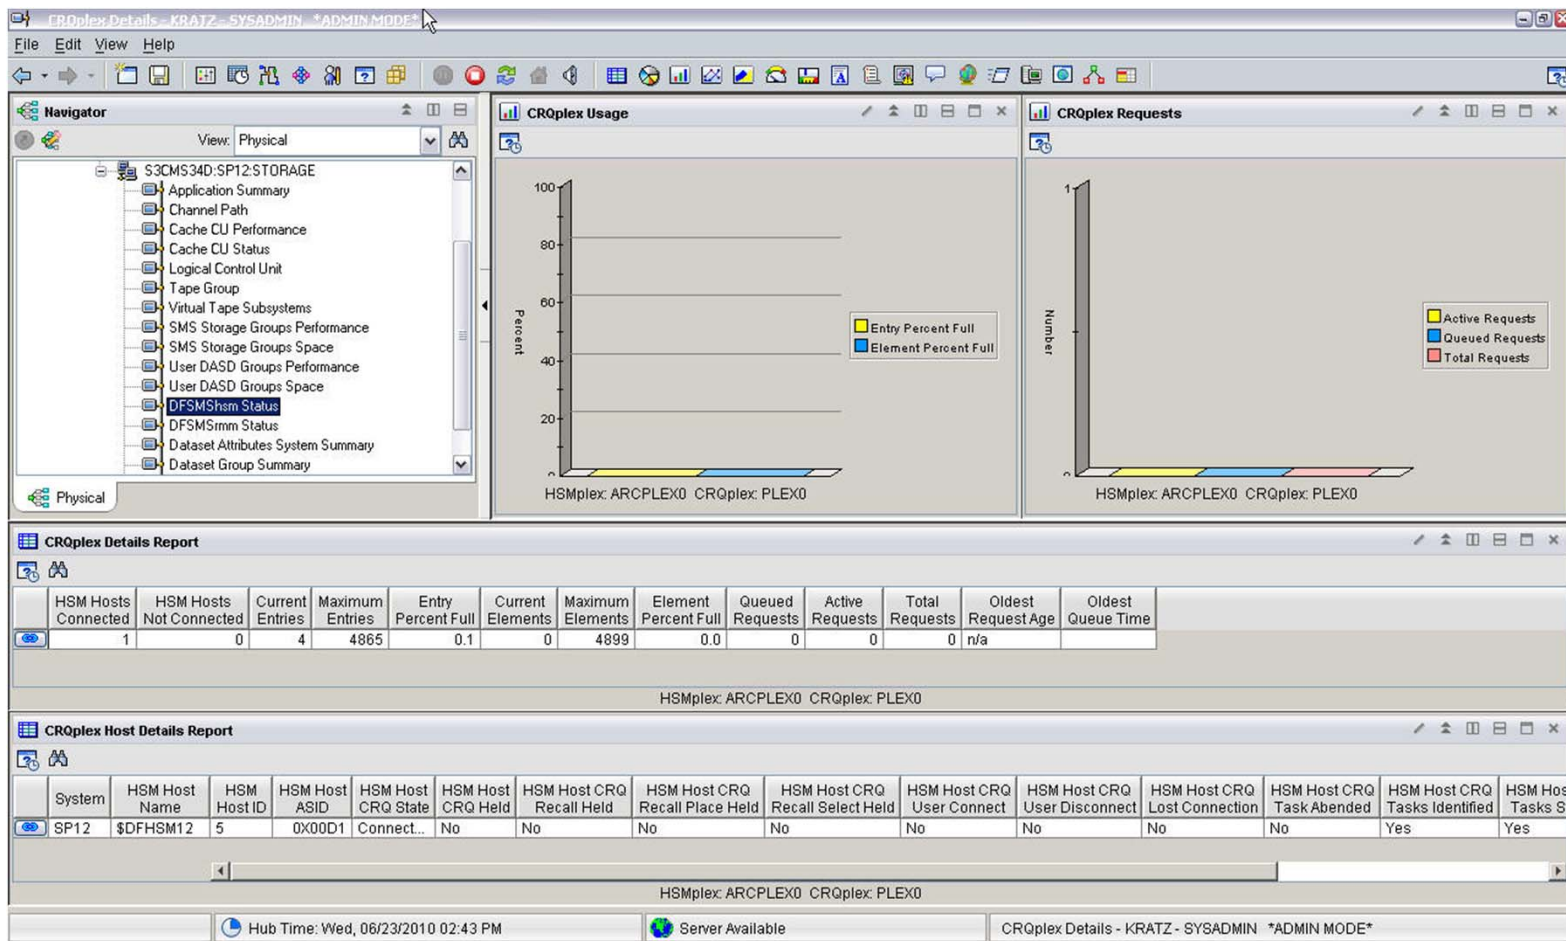 CRQplex Details - KRATZ - SYSADMIN *ADMIN MODE*
File Edit View Help
Navigator
View: Physical
S3CMS34D:SP12:STORAGE
Application Summary
Channel Path
Cache CU Performance
Cache CU Status
Logical Control Unit
Tape Group
Virtual Tape Subsystems
SMS Storage Groups Performance
SMS Storage Groups Space
User DASD Groups Performance
User DASD Groups Space
DFSMShsm Status
DFSMSrmm Status
Dataset Attributes System Summary
Dataset Group Summary
Physical
CRQplex Usage
100
80
60
40
20
Percent
Entry Percent Full
Element Percent Full
HSMplex: ARCPLEX0 CRQplex: PLEX0
CRQplex Requests
1
Number
Active Requests
Queued Requests
Total Requests
HSMplex: ARCPLEX0 CRQplex: PLEX0
CRQplex Details Report
HSM Hosts Connected HSM Hosts Not Connected Current Entries Maximum Entries Entry Percent Full Current Elements Maximum Elements Element Percent Full Queued Requests Active Requests Total Requests Oldest Request Age Oldest Queue Time
1 0 4 4865 0.1 0 4899 0.0 0 0 0 n/a
HSMplex: ARCPLEX0 CRQplex: PLEX0
CRQplex Host Details Report
System HSM Host Name HSM Host ID HSM Host ASID HSM Host CRQ State HSM Host CRQ Held HSM Host CRQ Recall Held HSM Host CRQ Recall Place Held HSM Host CRQ Recall Select Held HSM Host CRQ User Connect HSM Host CRQ User Disconnect HSM Host CRQ Lost Connection HSM Host CRQ Task Abended HSM Host CRQ Tasks Identified HSM Hos Tasks S
SP12 $DFHSM12 5 0X00D1 Connect... No No No No No No No No Yes Yes
HSMplex: ARCPLEX0 CRQplex: PLEX0
Hub Time: Wed, 06/23/2010 02:43 PM Server Available CRQplex Details - KRATZ - SYSADMIN *ADMIN MODE*